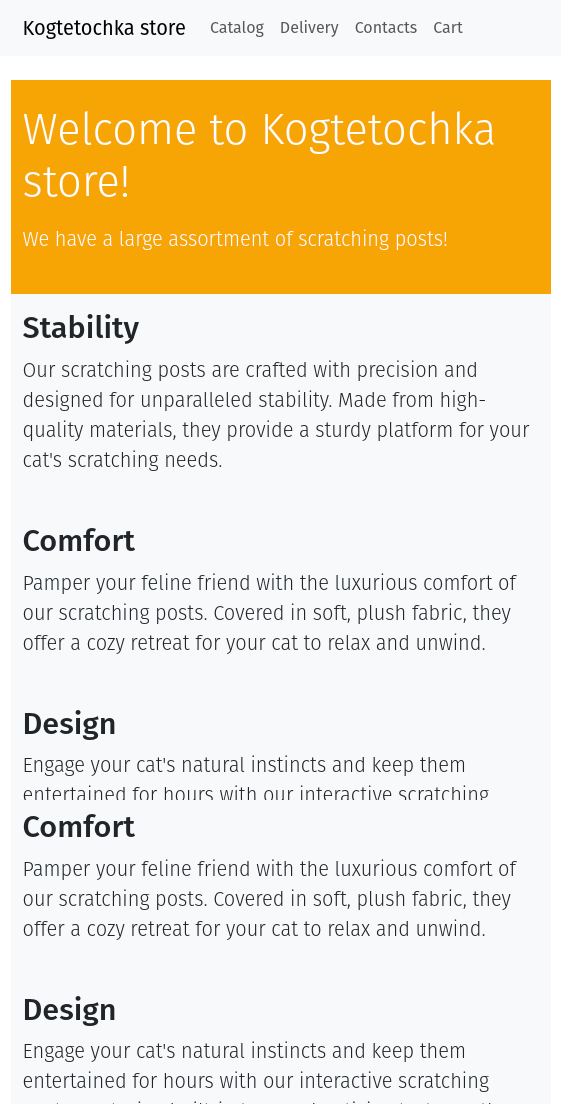 Kogtetochka store Catalog Delivery Contacts Cart
Welcome to Kogtetochka
store!
We have a large assortment of scratching posts!
Stability
Our scratching posts are crafted with precision and
designed for unparalleled stability. Made from high-
quality materials, they provide a sturdy platform for your
cat's scratching needs.
Comfort
Pamper your feline friend with the luxurious comfort of
our scratching posts. Covered in soft, plush fabric, they
offer a cozy retreat for your cat to relax and unwind.
Design
Engage your cat's natural instincts and keep them
entertained for hours with our interactive scratching
Comfort
Pamper your feline friend with the luxurious comfort of
our scratching posts. Covered in soft, plush fabric, they
offer a cozy retreat for your cat to relax and unwind.
Design
Engage your cat's natural instincts and keep them
entertained for hours with our interactive scratching